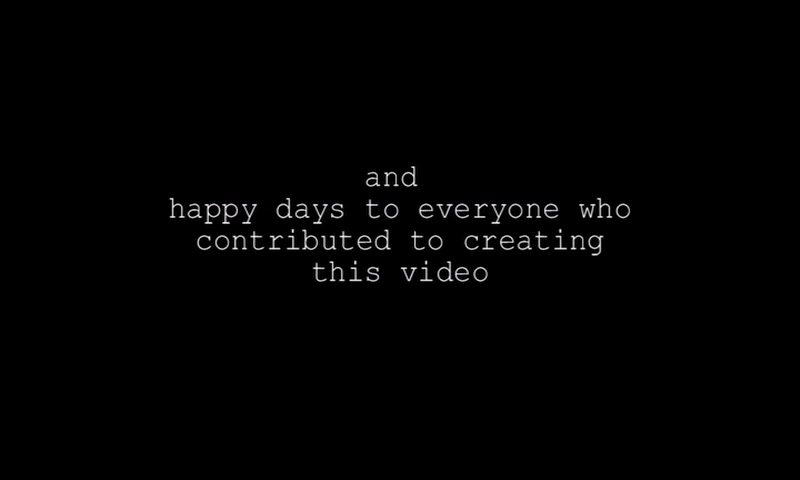 and
happy days to everyone who
contributed to creating
this video